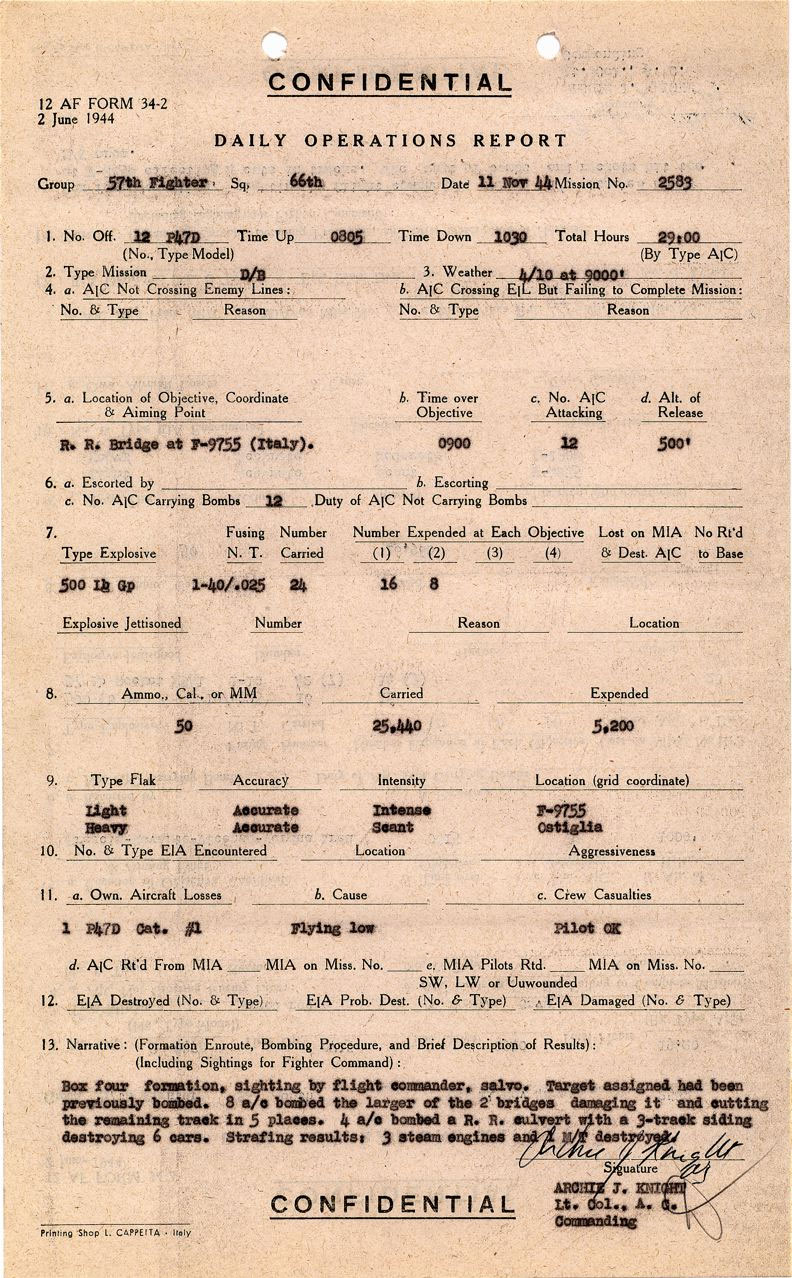 CONFIDENTIAL
12 AF FORM 34-2
2 June 1944
DAILY OPERATIONS REPORT
Group 57th Fighter, Sq, 66th Date 11 Nov 44 Mission No. 2583
1. No. Off. 12 P47D Time Up 0805 Time Down 1030 Total Hours 29:00
(No., Type Model) (By Type A|C)
2. Type Mission D/B 3. Weather 4/10 at 9000'
4. a. A|C Not Crossing Enemy Lines: b. A|C Crossing E|L But Failing to Complete Mission:
No. & Type Reason No. & Type Reason
5. a. Location of Objective, Coordinate b. Time over c. No. A|C d. Alt. of
& Aiming Point Objective Attacking Release
R. R. Bridge at F-9755 (Italy). 0900 12 500'
6. a. Escorted by b. Escorting
c. No. A|C Carrying Bombs 12 Duty of A|C Not Carrying Bombs
7. Fusing Number Number Expended at Each Objective Lost on MIA No Rt'd
Type Explosive N. T. Carried (1) (2) (3) (4) & Dest. A|C to Base
500 Lb Gp 1-40/.025 24 16 8
Explosive Jettisoned Number Reason Location
8. Ammo., Cal., or MM Carried Expended
50 25,440 5,200
9. Type Flak Accuracy Intensity Location (grid coordinate)
Light Accurate Intense F-9755
Heavy Accurate Scant Ostiglia
10. No. & Type E|A Encountered Location Aggressiveness
11. a. Own. Aircraft Losses b. Cause c. Crew Casualties
1 P47D Cat. #1 Flying low Pilot OK
d. A|C Rt'd From MIA MIA on Miss. No. e. MIA Pilots Rtd. MIA on Miss. No.
SW, LW or Uuwounded
12. E|A Destroyed (No. & Type) E|A Prob. Dest. (No. & Type) E|A Damaged (No. & Type)
13. Narrative: (Formation Enroute, Bombing Procedure, and Brief Description of Results):
(Including Sightings for Fighter Command):
Box four formation, sighting by flight commander, salvo. Target assigned had been
previously bombed. 8 a/c bombed the larger of the 2 bridges damaging it and cutting
the remaining track in 5 places. 4 a/c bombed a R. R. culvert with a 3-track siding
destroying 6 cars. Strafing results: 3 steam engines and 1 M/T destroyed.
Archie J Knight
Signature
ARCHIE J. KNIGHT
Lt. Col., A. C.
Commanding
CONFIDENTIAL
Printing Shop L. CAPPEITA - Italy